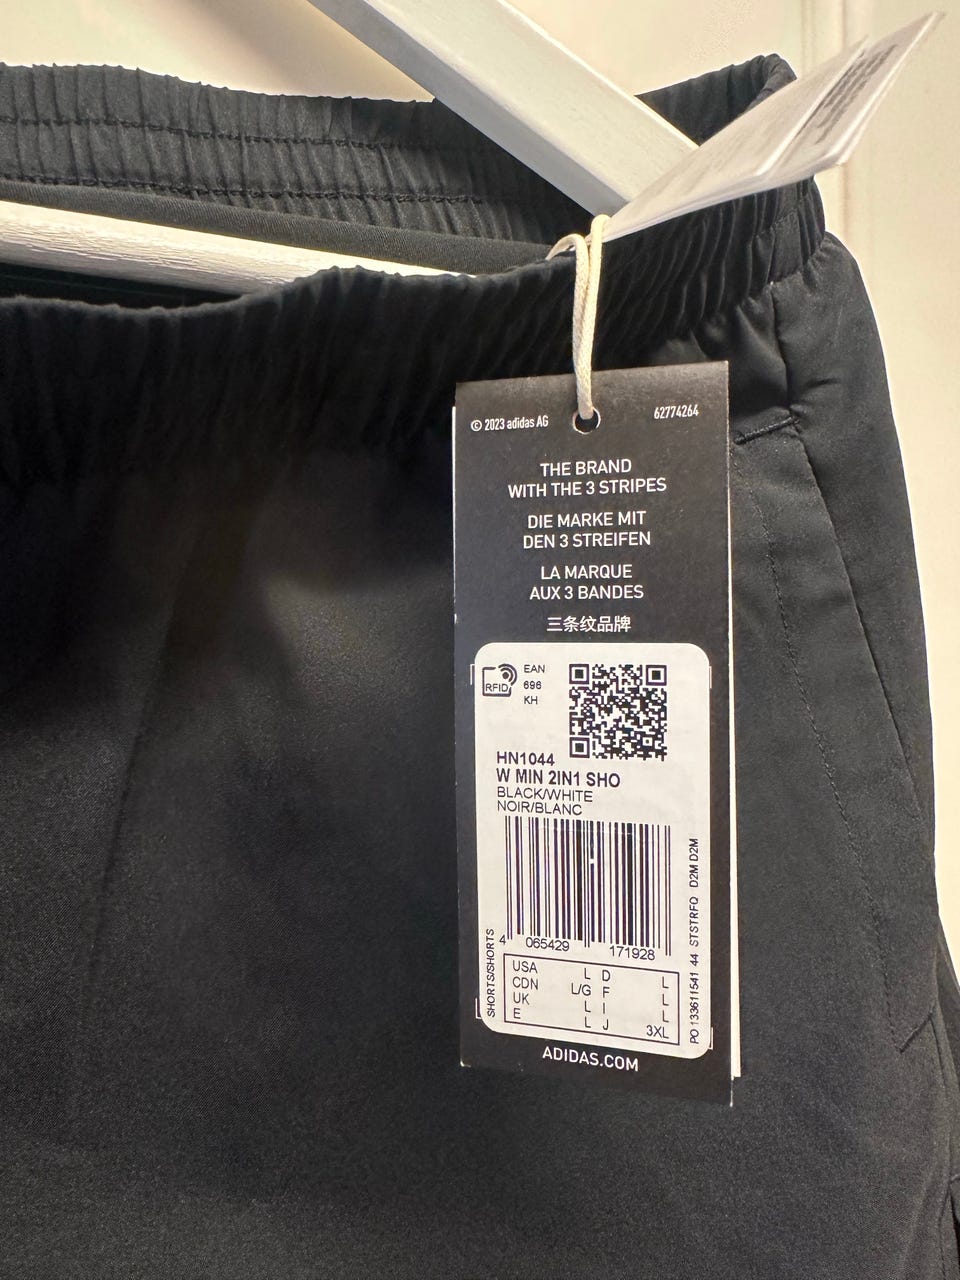 © 2023 adidas AG
62774264
THE BRAND
WITH THE 3 STRIPES
DIE MARKE MIT
DEN 3 STREIFEN
LA MARQUE
AUX 3 BANDES
三条纹品牌
RFID
EAN
696
KH
HN1044
W MIN 2IN1 SHO
BLACK/WHITE
NOIR/BLANC
4 065429 171928
SHORTS/SHORTS
USA L D L
CDN L/G F L
UK L I L
E L J 3XL
PO 133611541 44 STSTRFQ D2M D2M
ADIDAS.COM